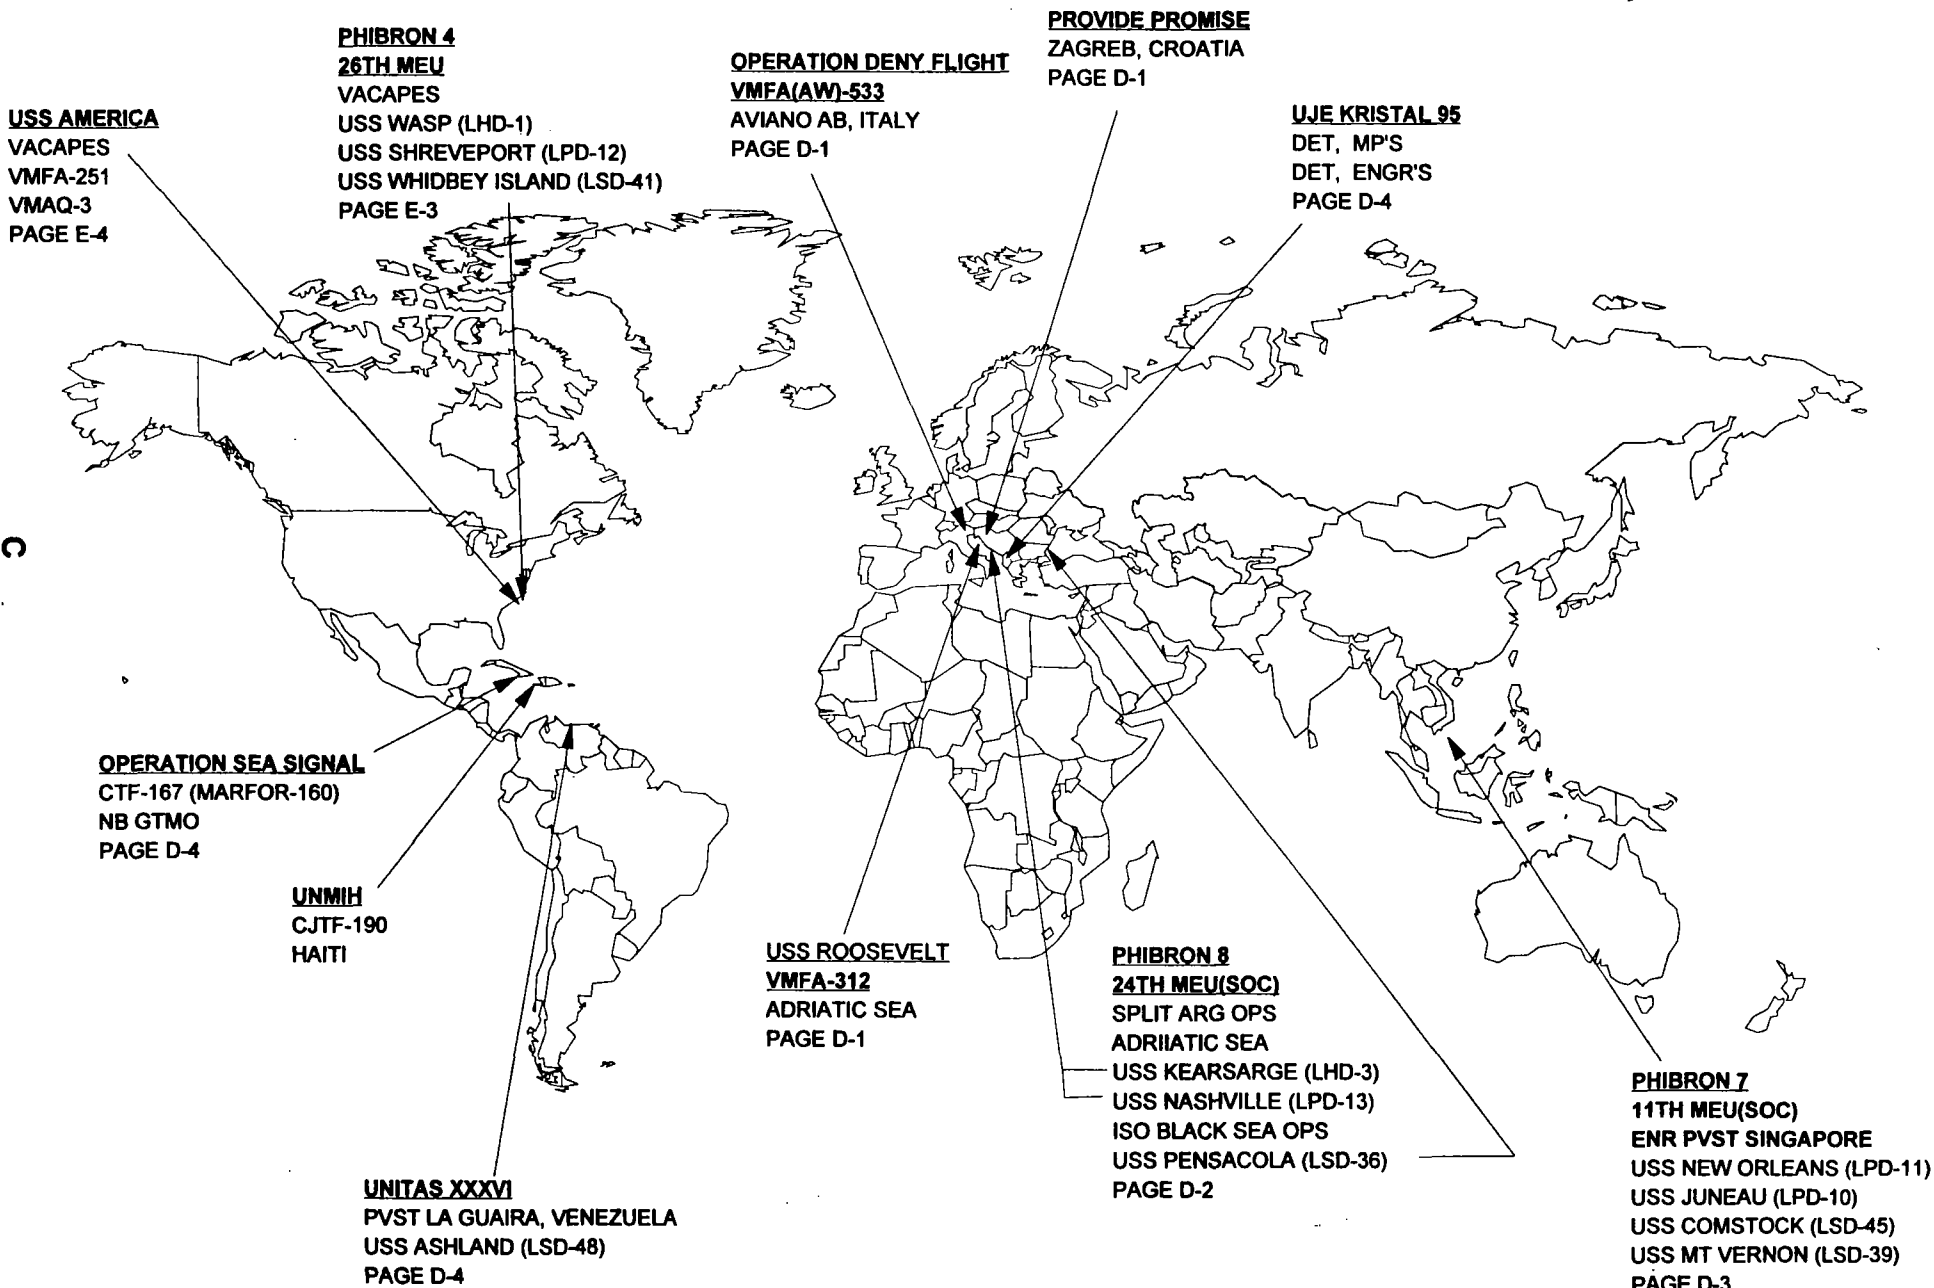 PROVIDE PROMISE
ZAGREB, CROATIA
PAGE D-1
PHIBRON 4
26TH MEU
VACAPES
USS WASP (LHD-1)
USS SHREVEPORT (LPD-12)
USS WHIDBEY ISLAND (LSD-41)
PAGE E-3
OPERATION DENY FLIGHT
VMFA(AW)-533
AVIANO AB, ITALY
PAGE D-1
USS AMERICA
VACAPES
VMFA-251
VMAQ-3
PAGE E-4
UJE KRISTAL 95
DET, MP'S
DET, ENGR'S
PAGE D-4
C
OPERATION SEA SIGNAL
CTF-167 (MARFOR-160)
NB GTMO
PAGE D-4
UNMIH
CJTF-190
HAITI
USS ROOSEVELT
VMFA-312
ADRIATIC SEA
PAGE D-1
PHIBRON 8
24TH MEU(SOC)
SPLIT ARG OPS
ADRIIATIC SEA
USS KEARSARGE (LHD-3)
USS NASHVILLE (LPD-13)
ISO BLACK SEA OPS
USS PENSACOLA (LSD-36)
PAGE D-2
PHIBRON 7
11TH MEU(SOC)
ENR PVST SINGAPORE
USS NEW ORLEANS (LPD-11)
USS JUNEAU (LPD-10)
USS COMSTOCK (LSD-45)
USS MT VERNON (LSD-39)
PAGE D-3
UNITAS XXXVI
PVST LA GUAIRA, VENEZUELA
USS ASHLAND (LSD-48)
PAGE D-4